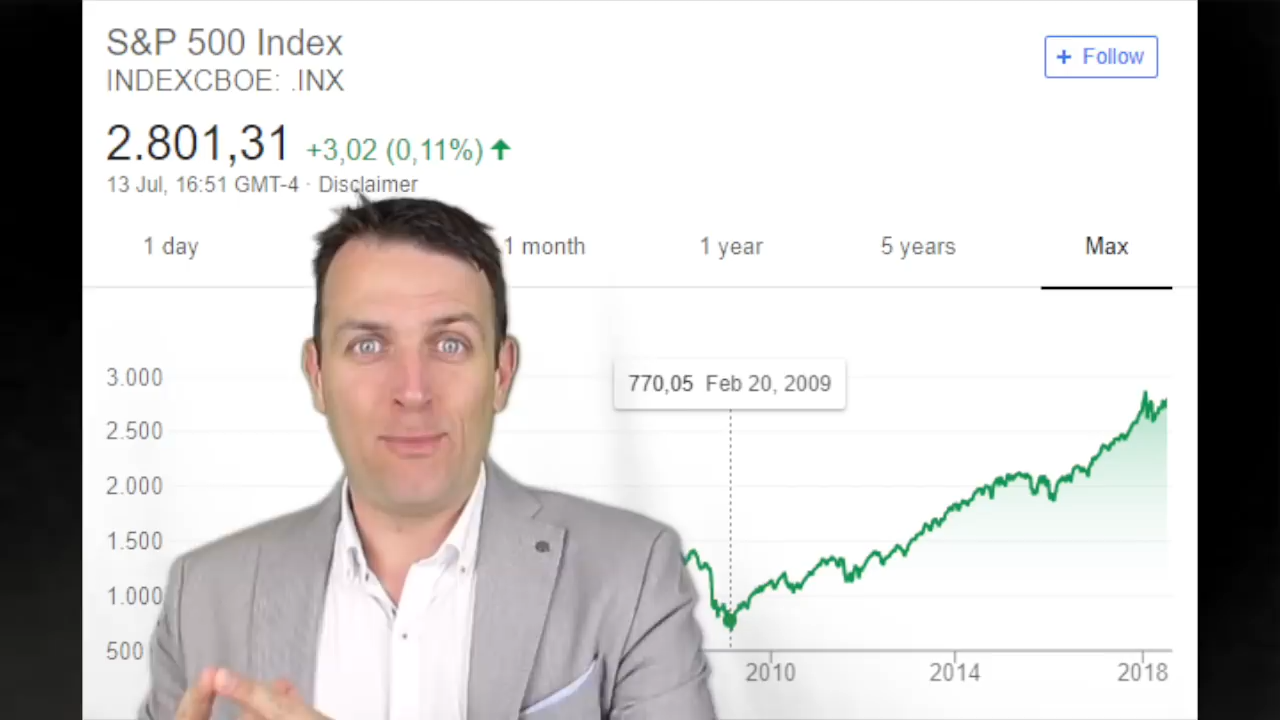 S&P 500 Index
+ Follow
INDEXCBOE: .INX
2.801,31 +3,02 (0,11%)
13 Jul, 16:51 GMT-4 · Disclaimer
1 day 1 month 1 year 5 years Max
3.000
770,05 Feb 20, 2009
2.500
2.000
1.500
1.000
500
2010 2014 2018